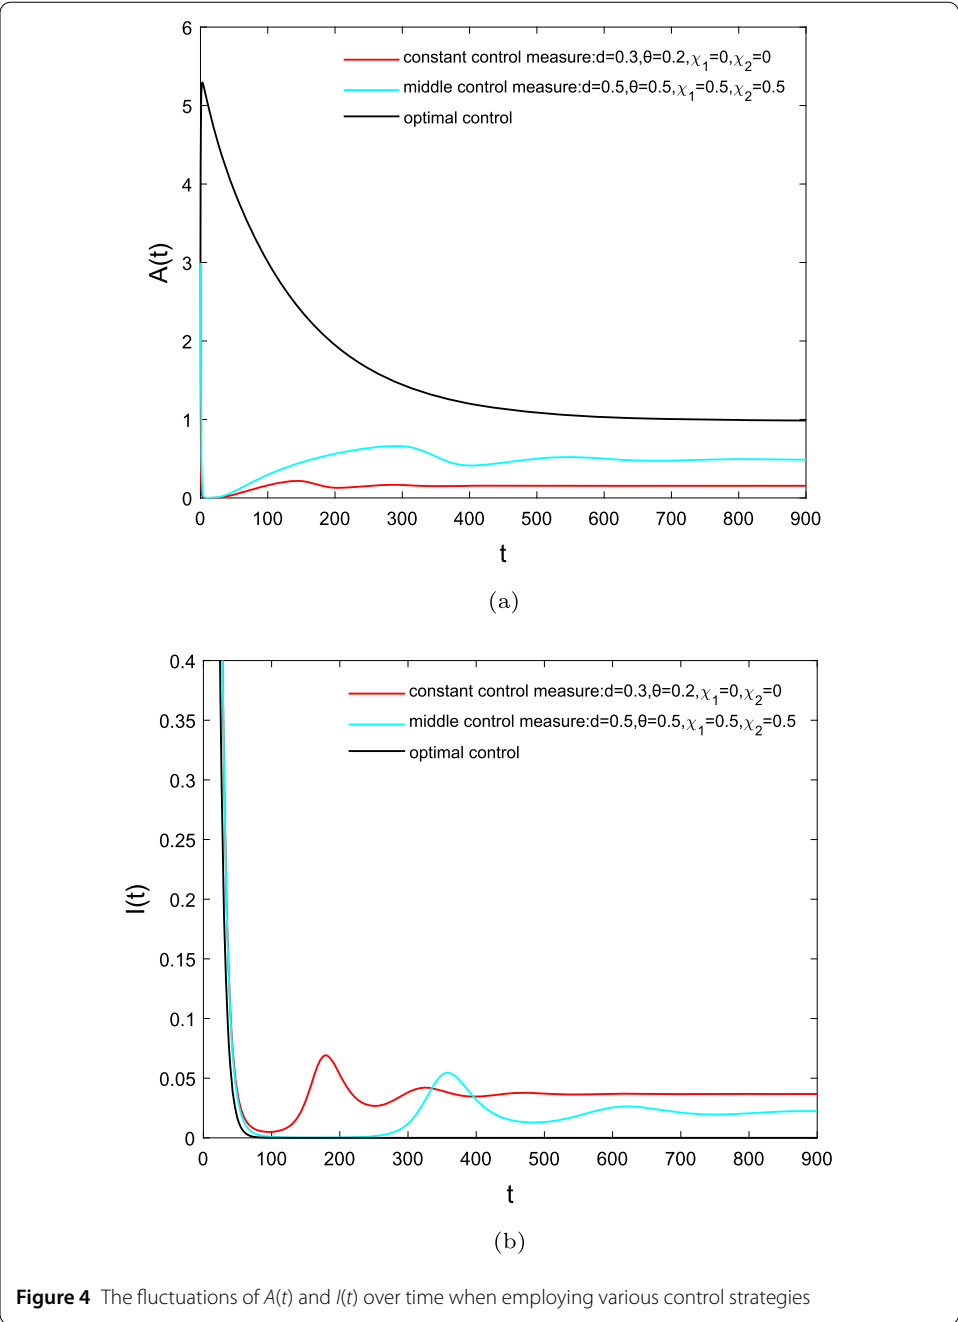 6
constant control measure:d=0.3,θ=0.2,χ1=0,χ2=0
middle control measure:d=0.5,θ=0.5,χ1=0.5,χ2=0.5
optimal control
5
4
3
2
1
0
A(t)
0 100 200 300 400 500 600 700 800 900
t
(a)
0.4
constant control measure:d=0.3,θ=0.2,χ1=0,χ2=0
middle control measure:d=0.5,θ=0.5,χ1=0.5,χ2=0.5
optimal control
0.35
0.3
0.25
0.2
0.15
0.1
0.05
0
I(t)
0 100 200 300 400 500 600 700 800 900
t
(b)
Figure 4 The fluctuations of A(t) and I(t) over time when employing various control strategies